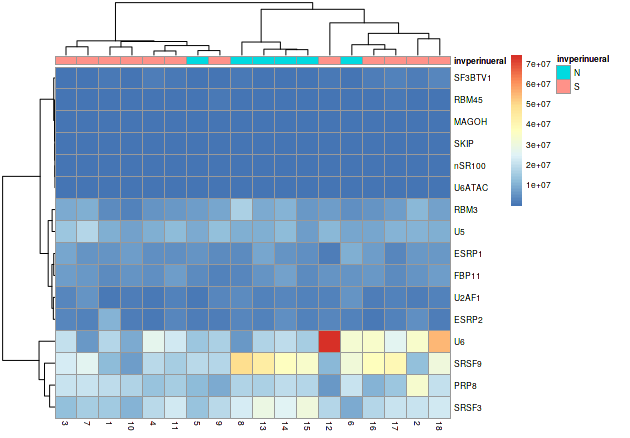 invperinueral
SF3BTV1
RBM45
MAGOH
SKIP
nSR100
U6ATAC
RBM3
U5
ESRP1
FBP11
U2AF1
ESRP2
U6
SRSF9
PRP8
SRSF3
3 7 1 10 4 11 5 9 8 13 14 15 12 6 16 17 2 18
7e+07
6e+07
5e+07
4e+07
3e+07
2e+07
1e+07
invperinueral
N
S